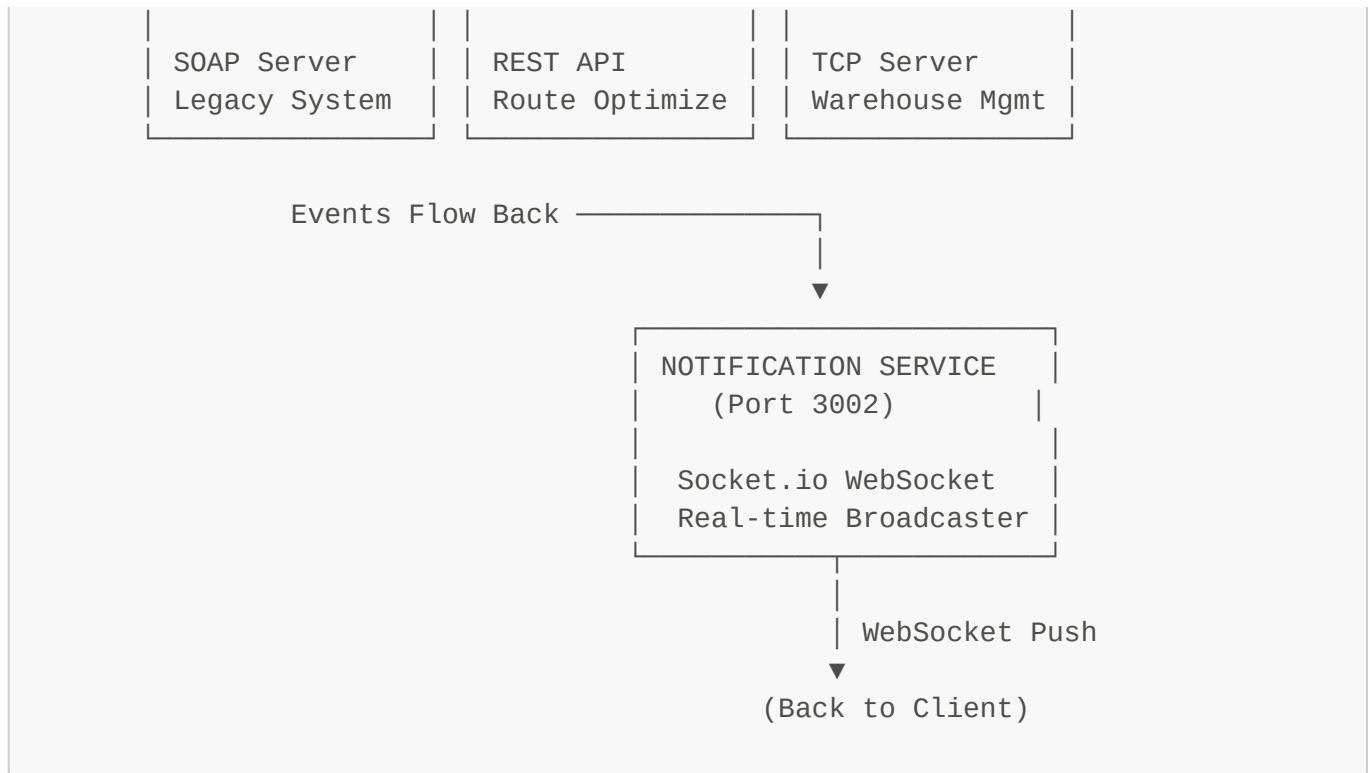 SOAP Server REST API TCP Server
Legacy System Route Optimize Warehouse Mgmt
Events Flow Back
NOTIFICATION SERVICE
(Port 3002)
Socket.io WebSocket
Real-time Broadcaster
WebSocket Push
(Back to Client)